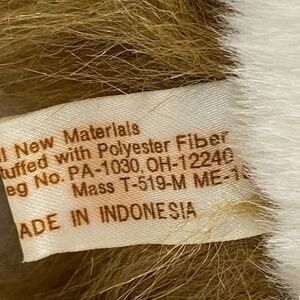 New Materials
tuffed with Polyester Fiber
eg No. PA-1030 OH-12240
Mass T-519-M ME-1
ADE IN INDONESIA